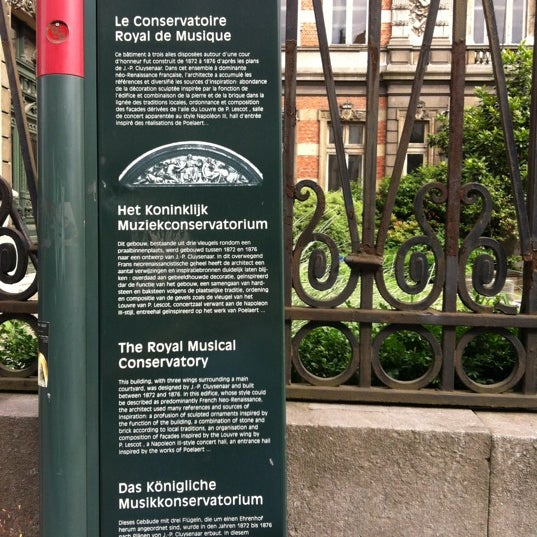 Le Conservatoire
Royal de Musique
Ce bâtiment à trois ailes disposées autour d'une cour
d'honneur fut construit de 1872 à 1876 d'après les plans
de J.-P. Cluysenaar. Dans cet ensemble à dominante
néo-Renaissance française, l'architecte a accumulé les
références et diversifié les sources d'inspiration: abondance
de la décoration sculptée inspirée par la fonction de
l'édifice et combinaison de la pierre et de la brique dans la
lignée des traditions locales, ordonnance et composition
des façades dérivées de l'aile du Louvre de P. Lescot, salle
de concert apparentée au style Napoléon III, hall d'entrée
inspiré des réalisations de Poelaert ...
Het Koninklijk
Muziekconservatorium
Dit gebouw, bestaande uit drie vleugels rondom een
praalbinnenplaats, werd gebouwd tussen 1872 en 1876
naar een ontwerp van J.-P. Cluysenaar. In dit overwegend
Frans neorenaissancistische geheel heeft de architect een
aantal verwijzingen en inspiratiebronnen duidelijk laten blij-
ken : overdaad aan gebeeldhouwde decoratie, geïnspireerd
dar de functie van het gebouw, een samengaan van hard-
steen en baksteen volgens de plaatselijke traditie, ordening
en compositie van de gevels zoals de vleugel van het
Louvre van P. Lescot, concertzaal verwant aan de Napoleon
III-stijl, entreehal geïnspireerd op het werk van Poelaert ...
The Royal Musical
Conservatory
This building, with three wings surrounding a main
courtyard, was designed by J.-P. Cluysenaar and built
between 1872 and 1876. In this edifice, whose style could
be described as predominantly French Neo-Renaissance,
the architect used many references and sources of
inspiration: a profusion of sculpted ornaments inspired by
the function of the building, a combination of stone and
brick according to local traditions, an organisation and
composition of façades inspired by the Louvre wing by
P. Lescot , a Napoleon III-style concert hall, an entrance hall
inspired by the works of Poelaert ...
Das Königliche
Musikkonservatorium
Dieses Gebäude mit drei Flügeln, die um einen Ehrenhof
herum angeordnet sind, wurde in den Jahren 1872 bis 1876
nach Plänen von J.-P. Cluysenaar erbaut. In diesem